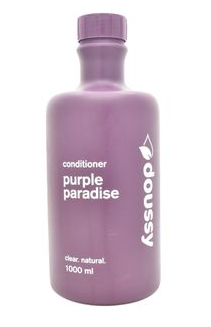 conditioner
purple
paradise
clear. natural.
1000 ml
doussy